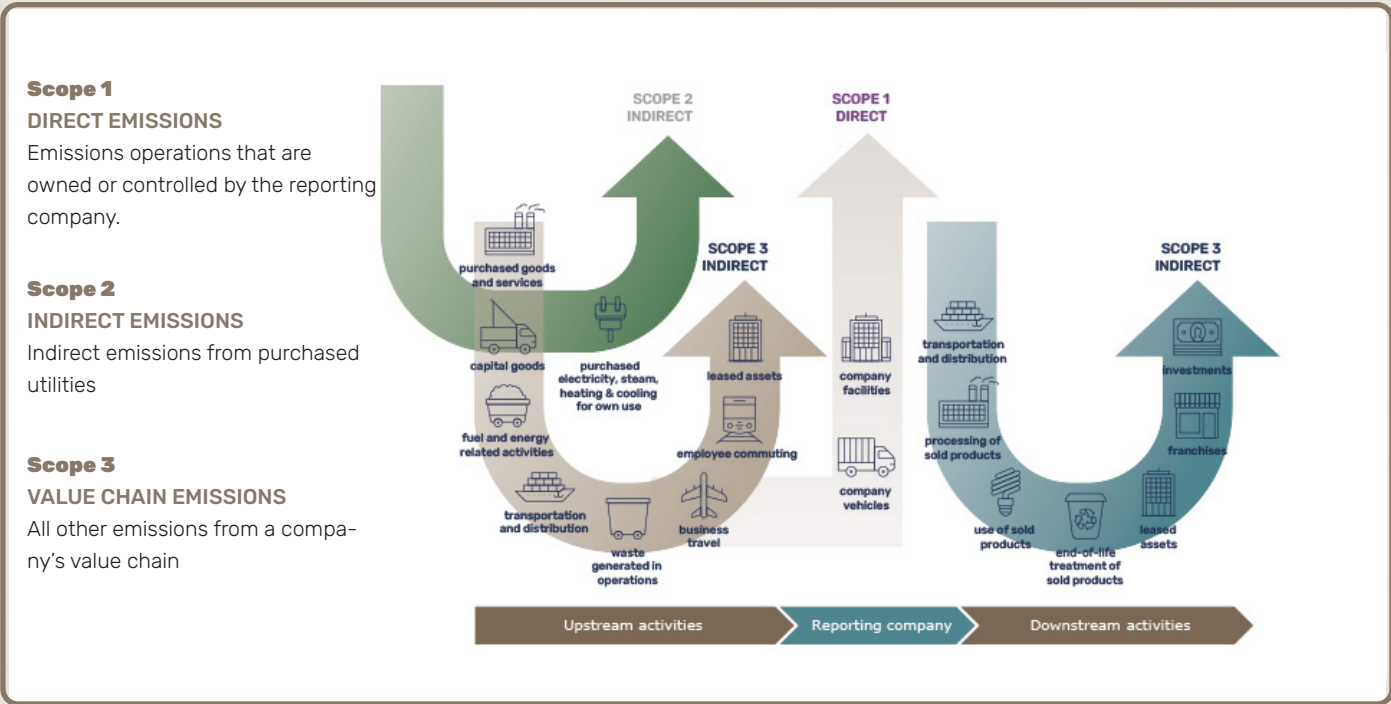 Scope 1
DIRECT EMISSIONS
Emissions operations that are
owned or controlled by the reporting
company.
Scope 2
INDIRECT EMISSIONS
Indirect emissions from purchased
utilities
Scope 3
VALUE CHAIN EMISSIONS
All other emissions from a compa-
ny's value chain
SCOPE 2
INDIRECT
purchased
electricity, steam,
heating & cooling
for own use
SCOPE 3
INDIRECT
purchased goods
and services
capital goods
fuel and energy
related activities
transportation
and distribution
waste
generated in
operations
business
travel
employee commuting
leased assets
SCOPE 1
DIRECT
company
facilities
company
vehicles
SCOPE 3
INDIRECT
transportation
and distribution
processing of
sold products
use of sold
products
end-of-life
treatment of
sold products
leased
assets
franchises
investments
Upstream activities
Reporting company
Downstream activities